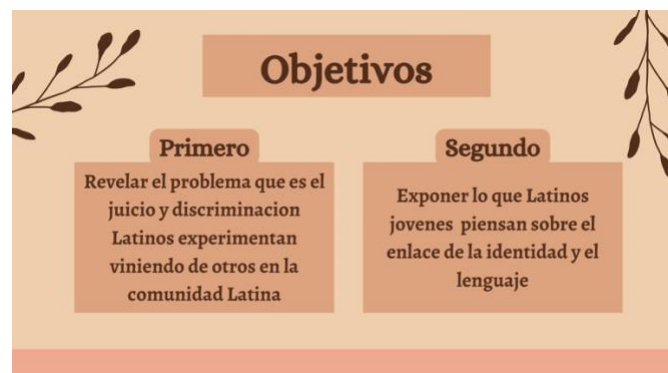 Objetivos
Primero
Revelar el problema que es el
juicio y discriminacion
Latinos experimentan
viniendo de otros en la
comunidad Latina
Segundo
Exponer lo que Latinos
jovenes piensan sobre el
enlace de la identidad y el
lenguaje